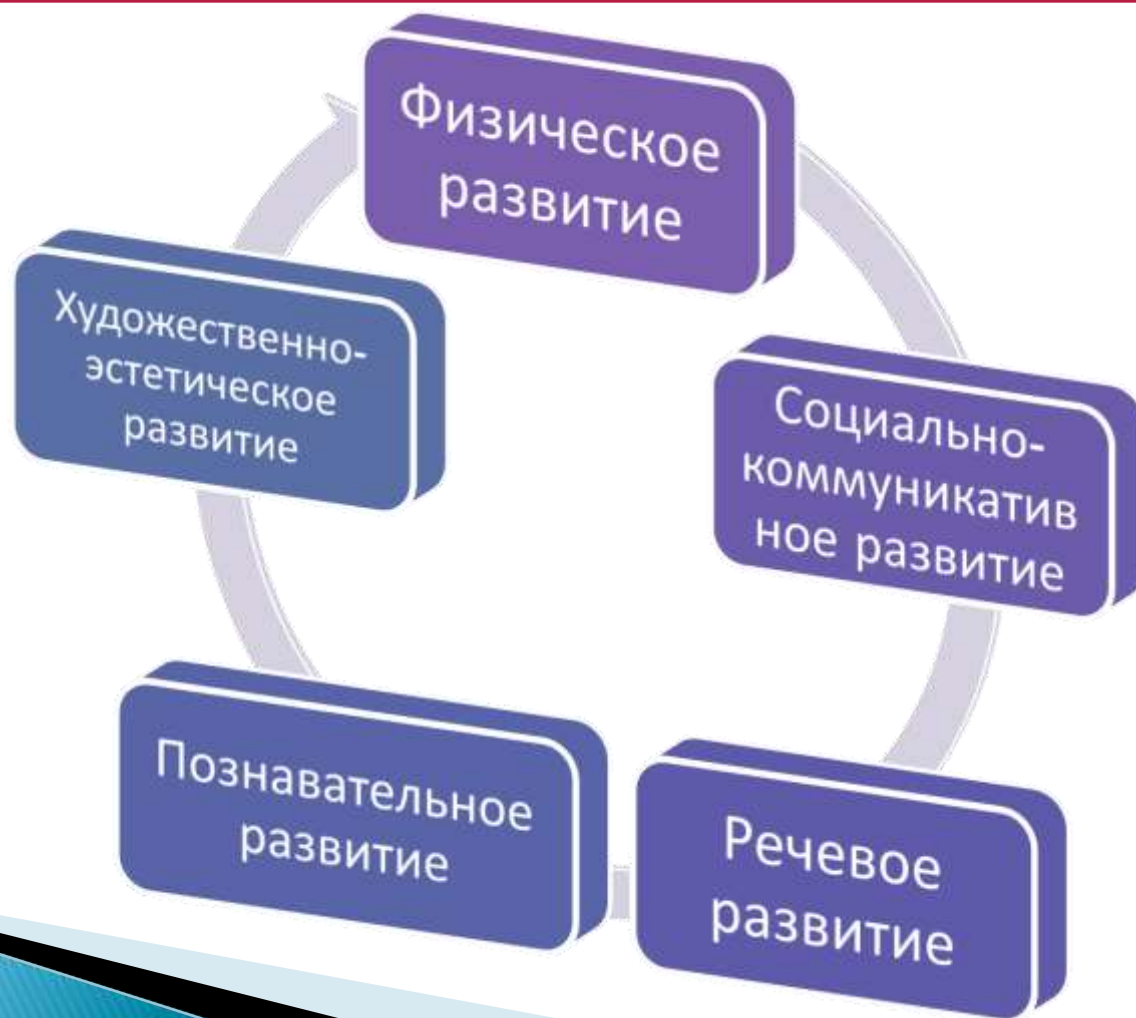 Физическое
развитие
Социально-
коммуникатив
ное развитие
Речевое
развитие
Познавательное
развитие
Художественно-
эстетическое
развитие